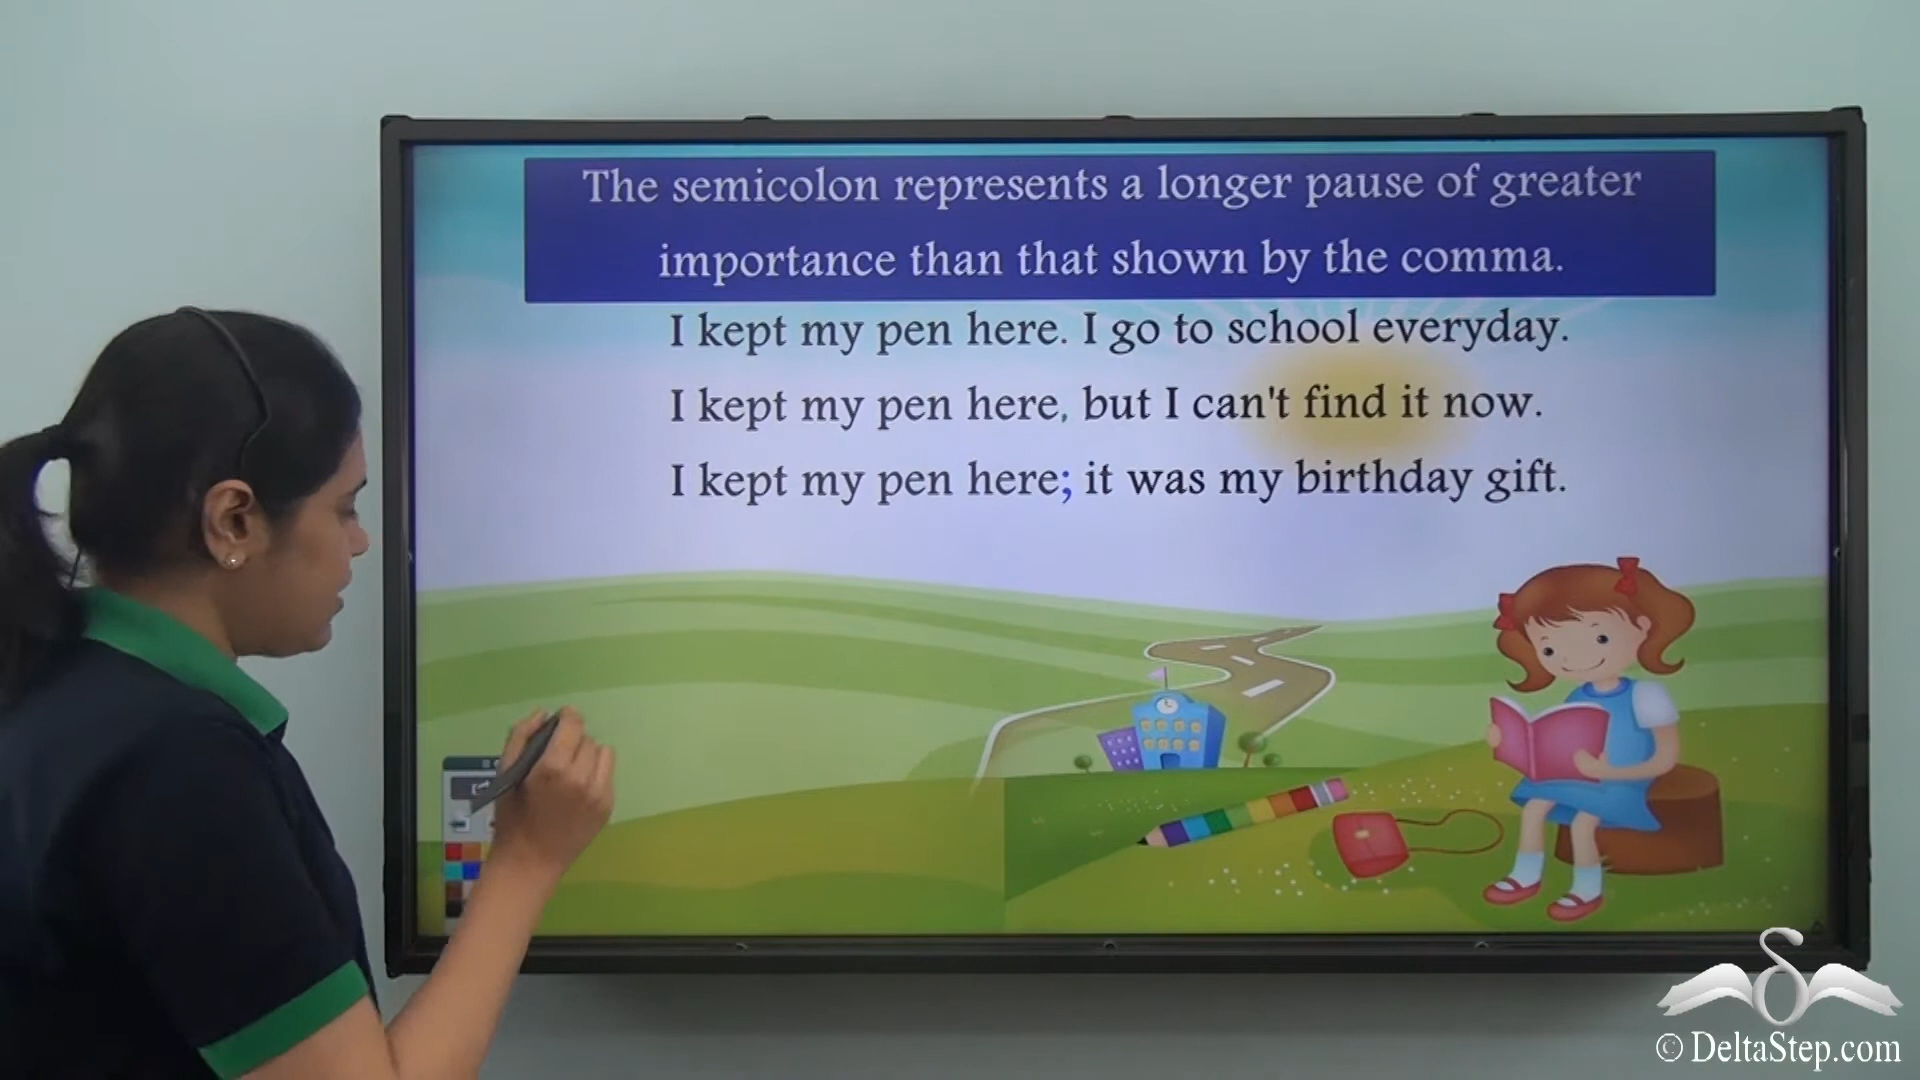 The semicolon represents a longer pause of greater
importance than that shown by the comma.
I kept my pen here. I go to school everyday.
I kept my pen here, but I can't find it now.
I kept my pen here; it was my birthday gift.
© DeltaStep.com